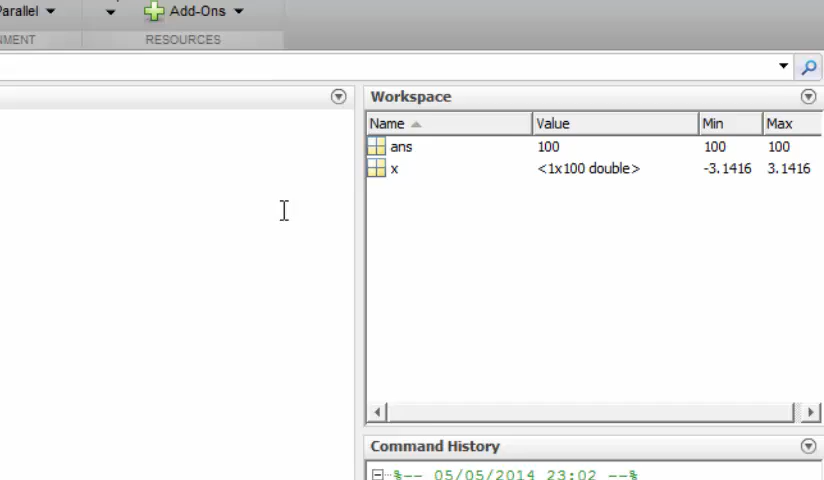 Parallel
Add-Ons
NMENT
RESOURCES
Workspace
Name Value Min Max
ans 100 100 100
x <1x100 double> -3.1416 3.1416
Command History
%-- 05/05/2014 23:02 --%